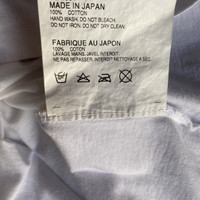 MADE IN JAPAN
100% COTTON
HAND WASH. DO NOT BLEACH.
DO NOT IRON. DO NOT DRY CLEAN.
FABRIQUE AU JAPON
100% COTON
LAVAGE MAINS, JAVEL INTERDIT.
NE PAS REPASSER. INTERDIT NETTOYAGE A SEC.